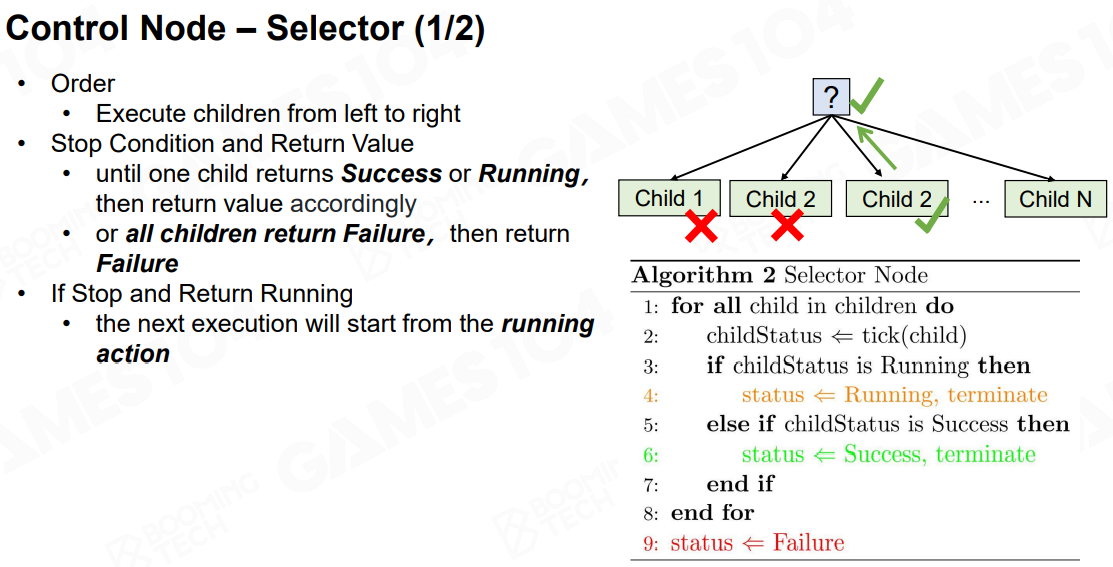 Control Node – Selector (1/2)
• Order
• Execute children from left to right
• Stop Condition and Return Value
• until one child returns Success or Running，
then return value accordingly
• or all children return Failure，then return
Failure
• If Stop and Return Running
• the next execution will start from the running
action
?
Child 1
Child 2
Child 2
...
Child N
Algorithm 2 Selector Node
1: for all child in children do
2: childStatus ⇐ tick(child)
3: if childStatus is Running then
4: status ⇐ Running, terminate
5: else if childStatus is Success then
6: status ⇐ Success, terminate
7: end if
8: end for
9: status ⇐ Failure
GAMES104
BOOMING
TECH